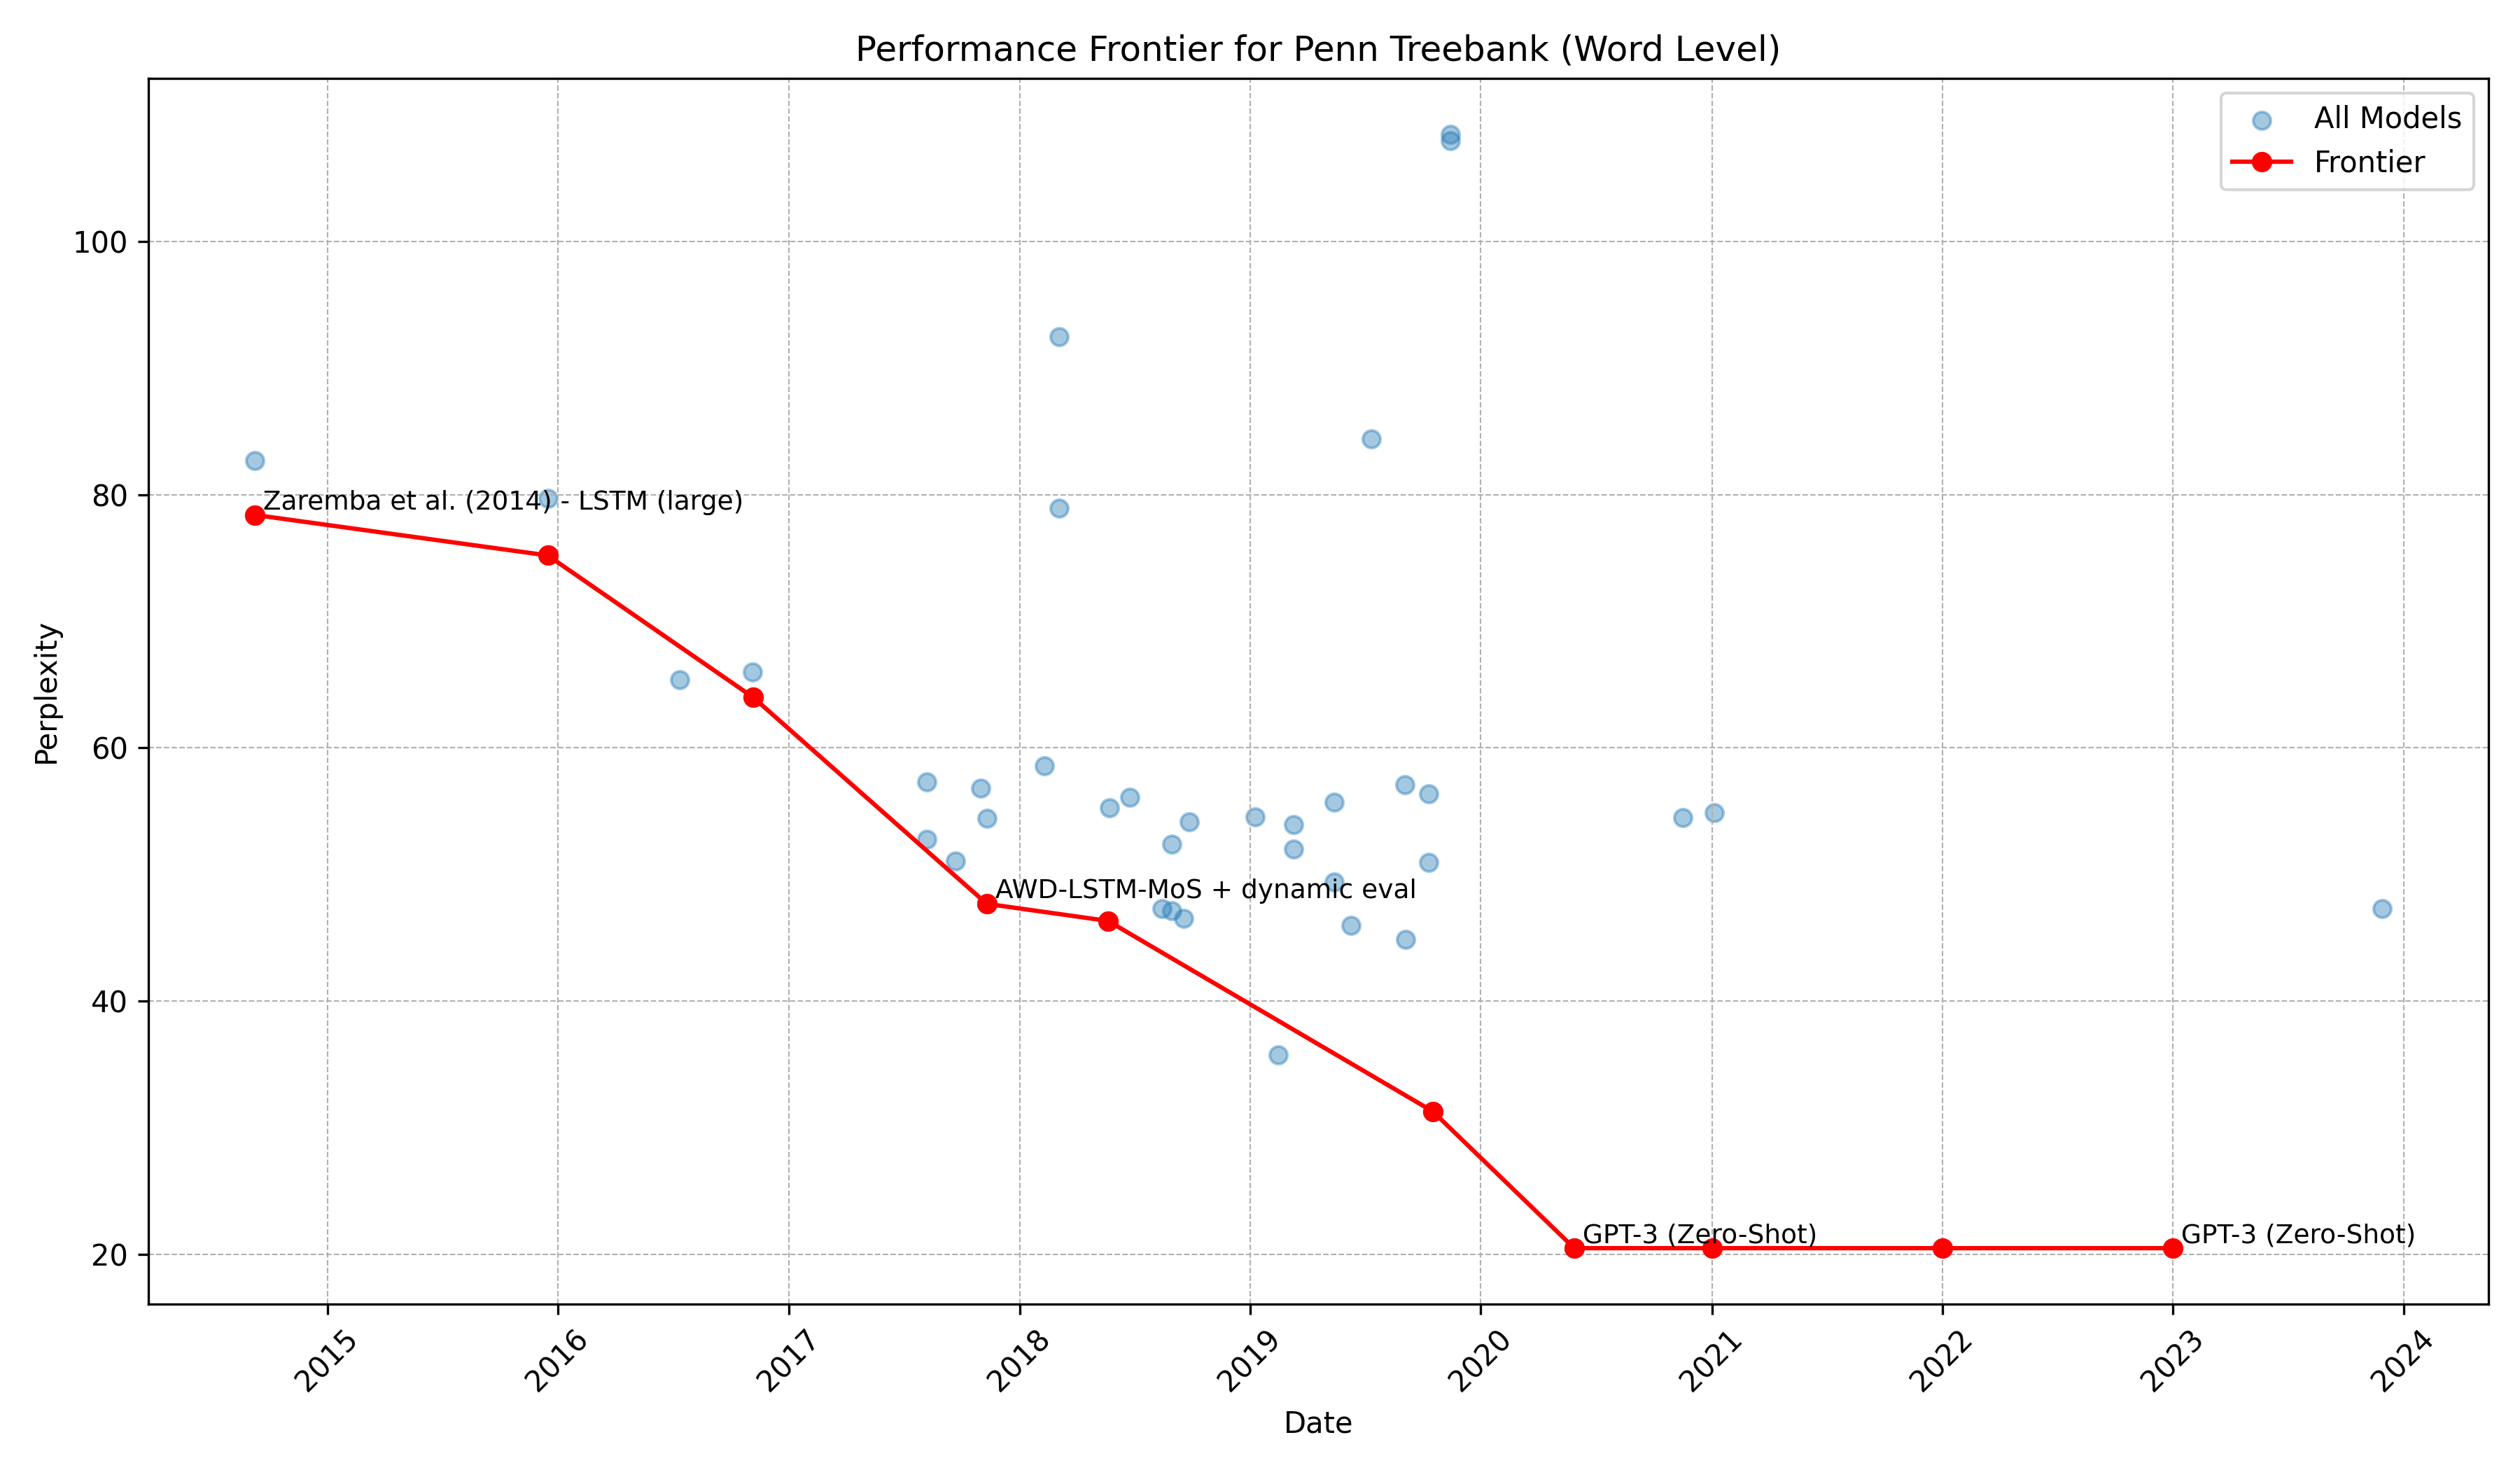 Performance Frontier for Penn Treebank (Word Level)
All Models
Frontier
100
80
60
40
20
Perplexity
Zaremba et al. (2014) - LSTM (large)
AWD-LSTM-MoS + dynamic eval
GPT-3 (Zero-Shot)
GPT-3 (Zero-Shot)
2015
2016
2017
2018
2019
2020
2021
2022
2023
2024
Date